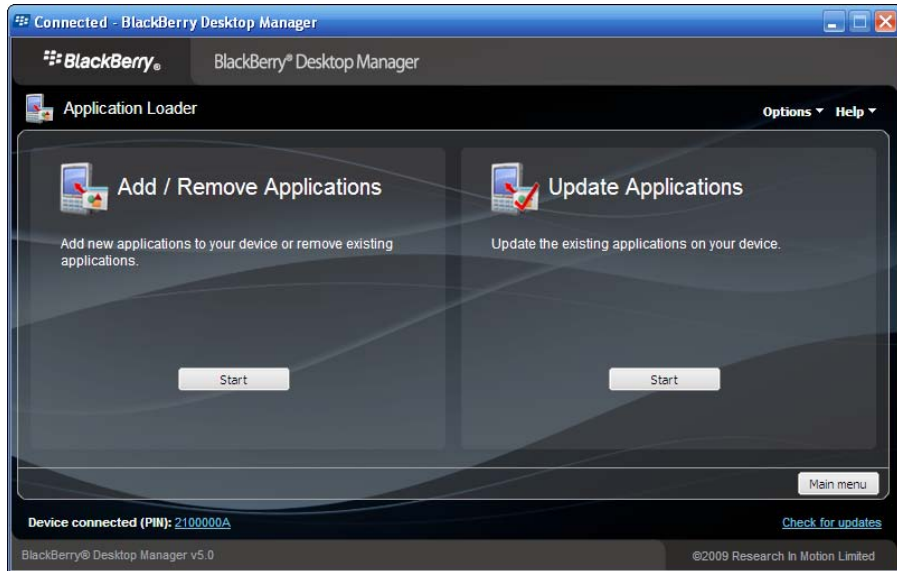 Connected - BlackBerry Desktop Manager
BlackBerry®
BlackBerry® Desktop Manager
Application Loader
Options
Help
Add / Remove Applications
Add new applications to your device or remove existing
applications.
Start
Update Applications
Update the existing applications on your device.
Start
Main menu
Device connected (PIN): 2100000A
Check for updates
BlackBerry® Desktop Manager v5.0
©2009 Research In Motion Limited